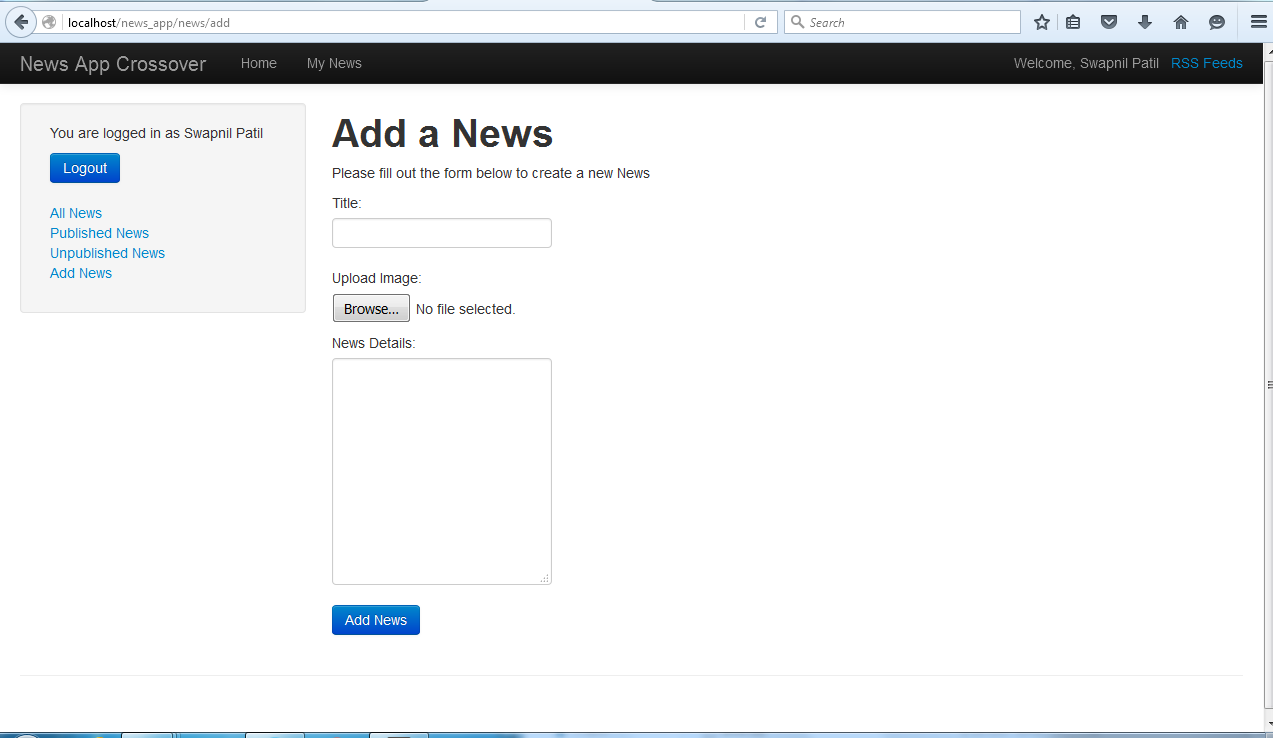 localhost/news_app/news/add
Search
News App Crossover Home My News Welcome, Swapnil Patil RSS Feeds
You are logged in as Swapnil Patil
Logout
All News
Published News
Unpublished News
Add News
Add a News
Please fill out the form below to create a new News
Title:
Upload Image:
Browse... No file selected.
News Details:
Add News